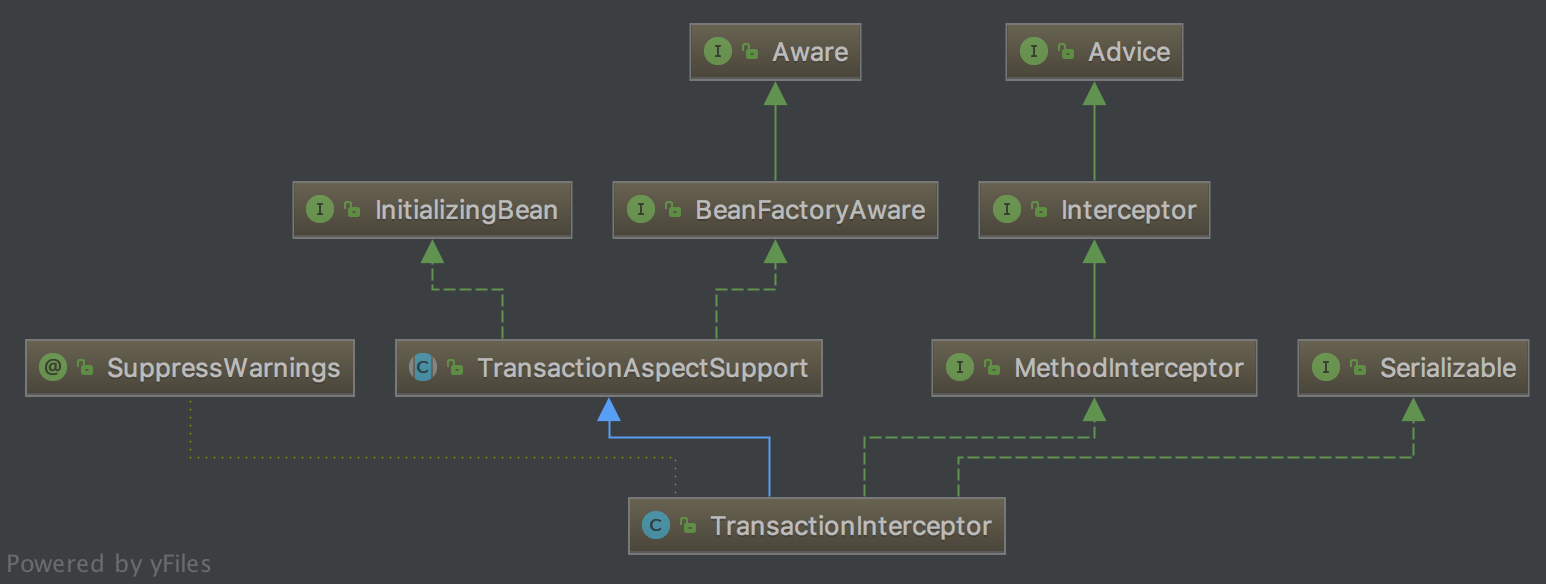 Aware
Advice
InitializingBean
BeanFactoryAware
Interceptor
@ SuppressWarnings
C TransactionAspectSupport
I MethodInterceptor
I Serializable
C TransactionInterceptor
Powered by yFiles